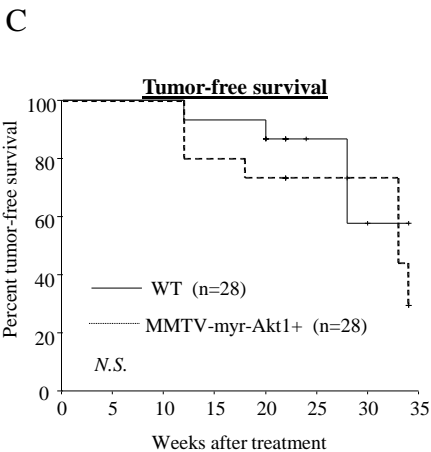 C
Tumor-free survival
Percent tumor-free survival
100
80
60
40
20
0
WT (n=28)
MMTV-myr-Akt1+ (n=28)
N.S.
0 5 10 15 20 25 30 35
Weeks after treatment